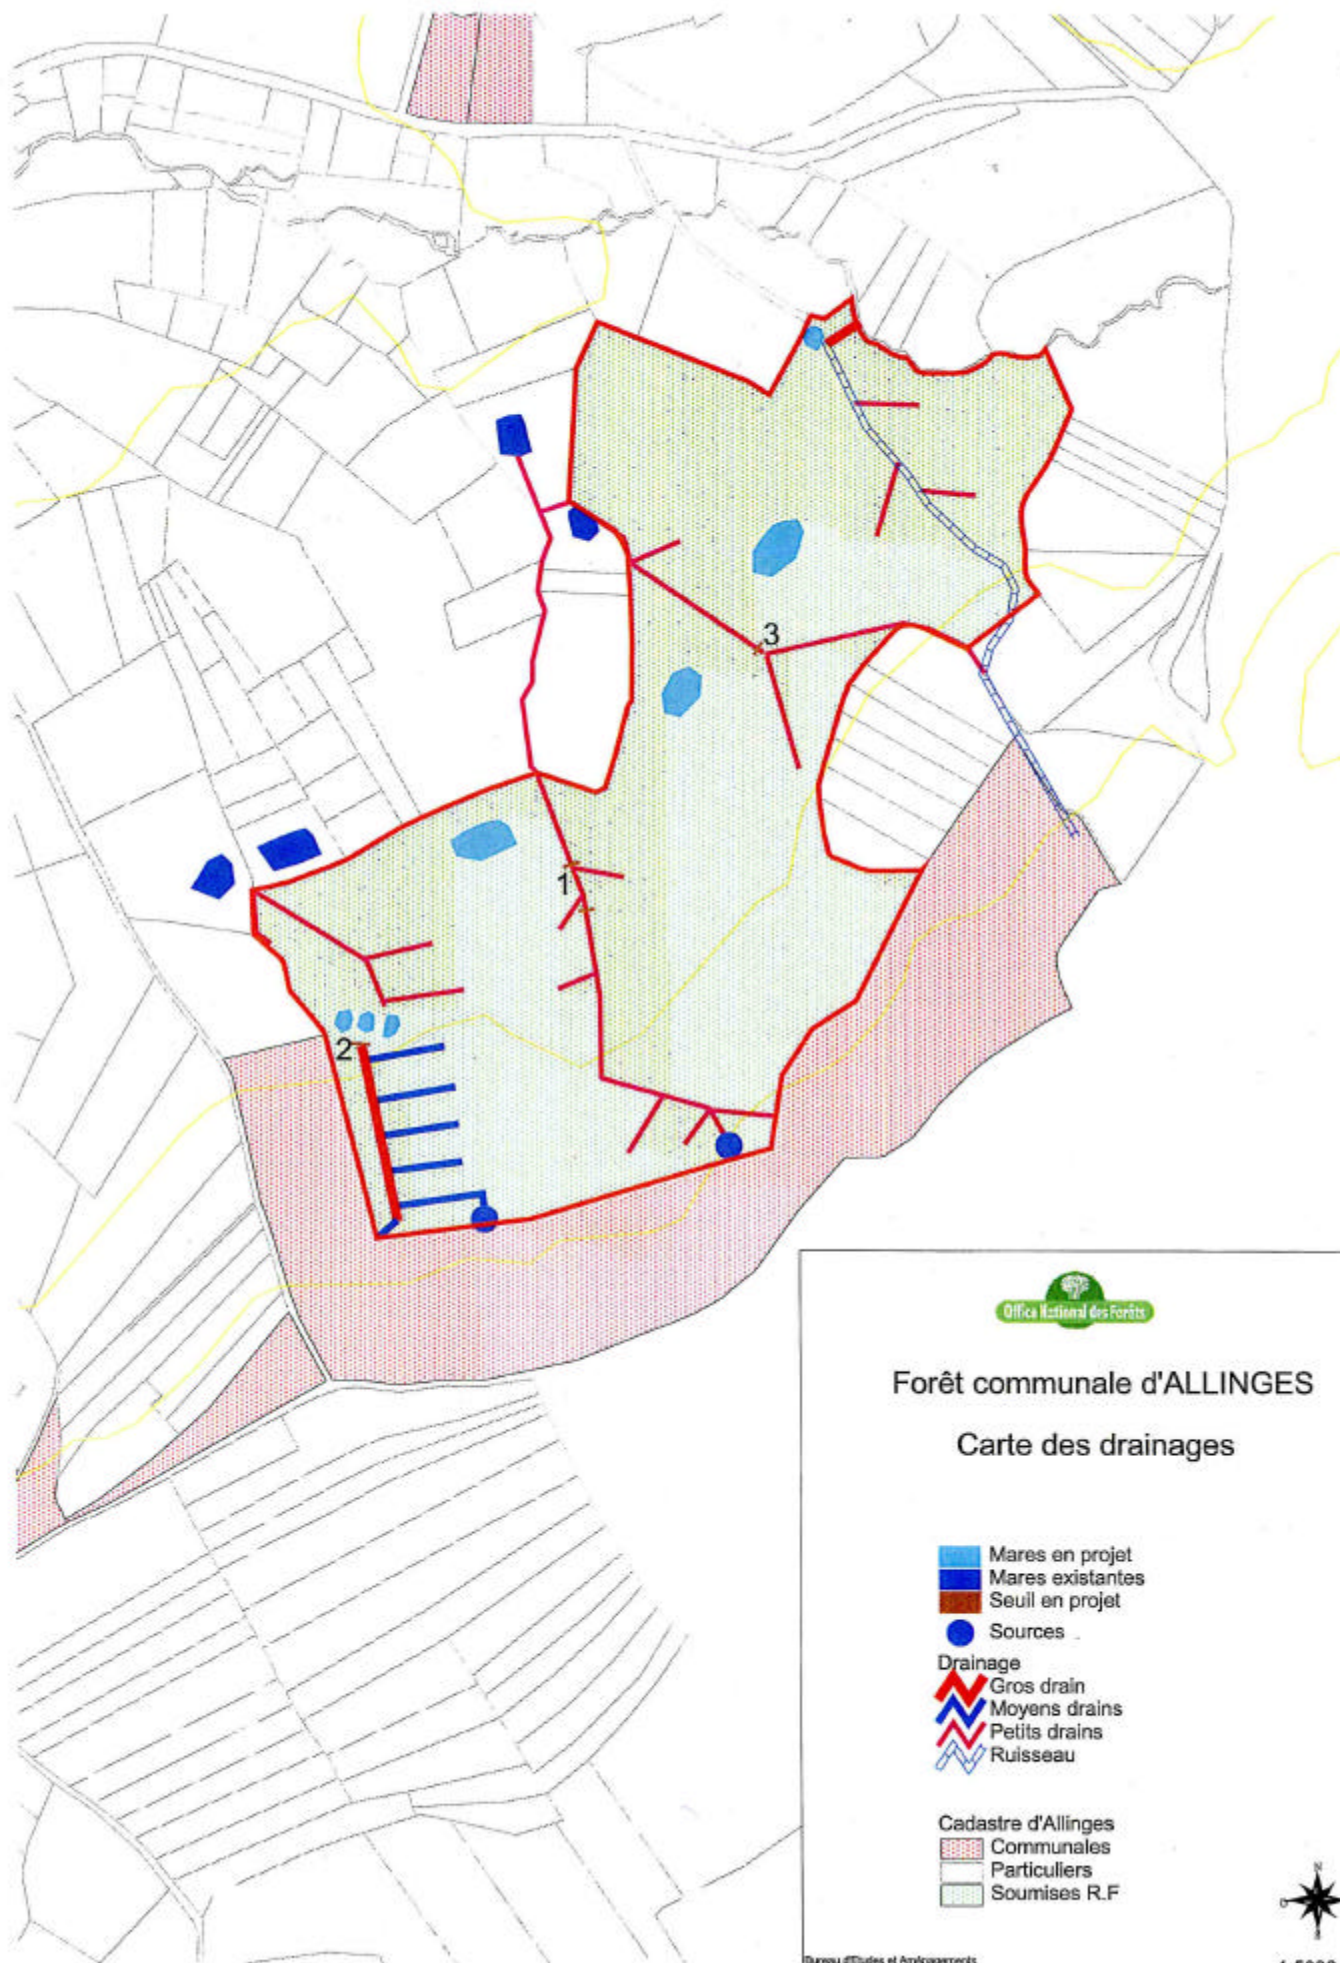 3
1
2
Office National des Forêts
Forêt communale d'ALLINGES
Carte des drainages
Mares en projet
Mares existantes
Seuil en projet
Sources
Drainage
Gros drain
Moyens drains
Petits drains
Ruisseau
Cadastre d'Allinges
Communales
Particuliers
Soumises R.F
N
Bureau d'Etudes et Aménagements